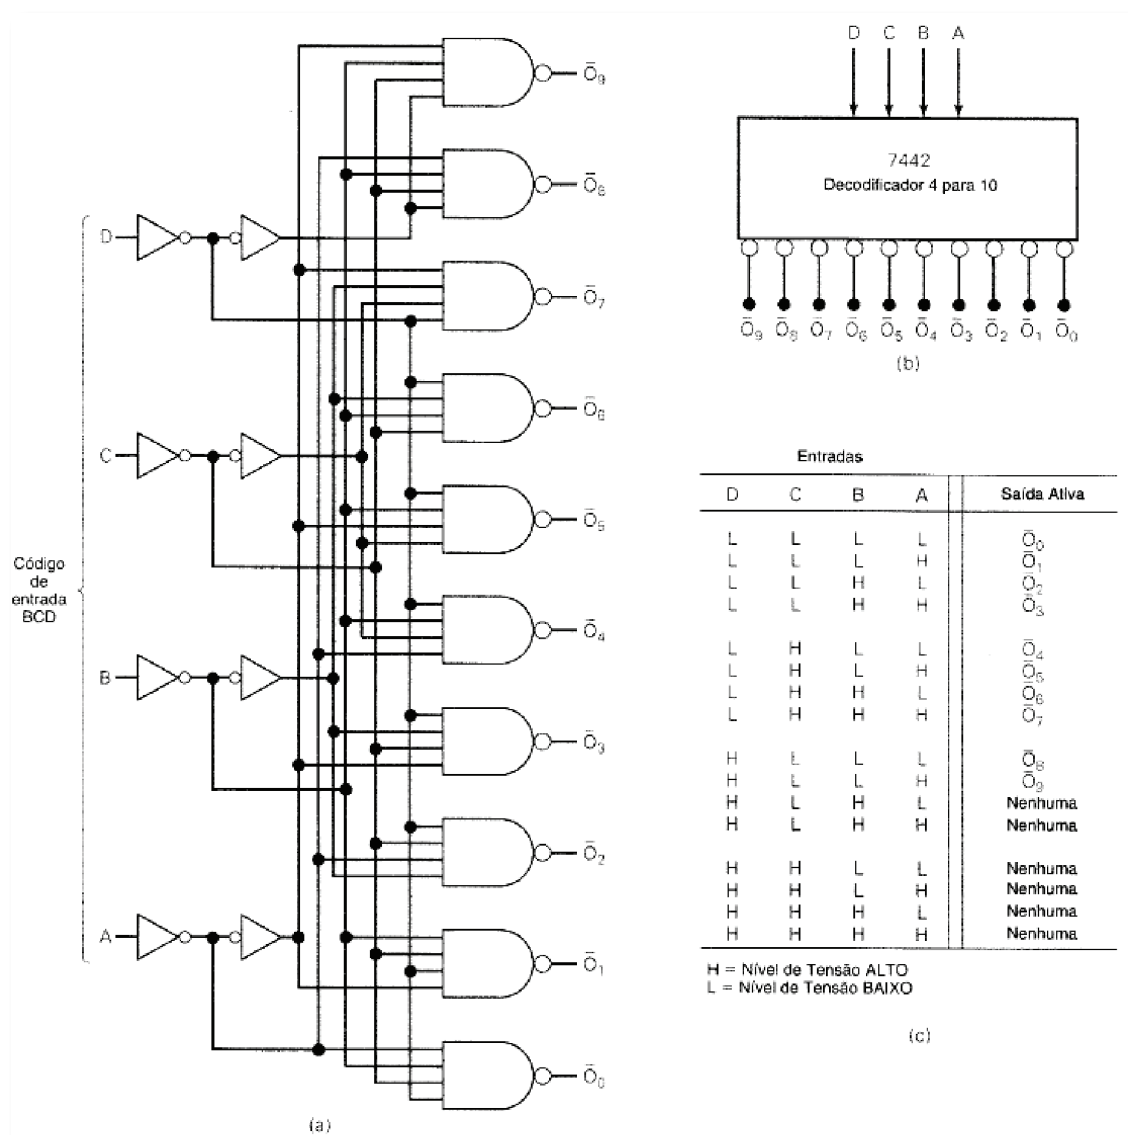 Ō9
Ō8
D
Ō7
Ō6
C
Ō5
Código
de
entrada
BCD
Ō4
B
Ō3
Ō2
A
Ō1
Ō0
(a)
D C B A
7442
Decodificador 4 para 10
Ō9 Ō8 Ō7 Ō6 Ō5 Ō4 Ō3 Ō2 Ō1 Ō0
(b)
Entradas
D C B A Saída Ativa
L L L L Ō0
L L L H Ō1
L L H L Ō2
L L H H Ō3
L H L L Ō4
L H L H Ō5
L H H L Ō6
L H H H Ō7
H L L L Ō8
H L L H Ō9
H L H L Nenhuma
H L H H Nenhuma
H H L L Nenhuma
H H L H Nenhuma
H H H L Nenhuma
H H H H Nenhuma
H = Nível de Tensão ALTO
L = Nível de Tensão BAIXO
(c)